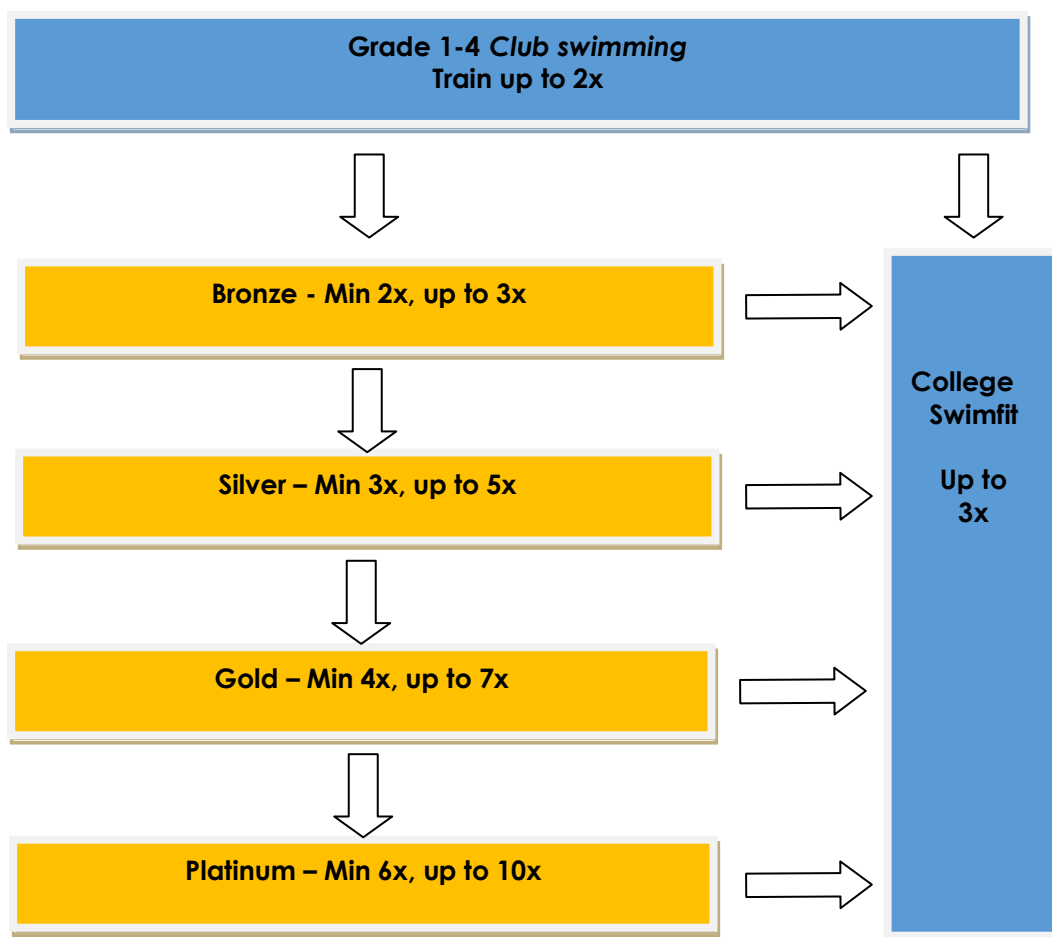 Grade 1-4 Club swimming
Train up to 2x
Bronze - Min 2x, up to 3x
Silver – Min 3x, up to 5x
Gold – Min 4x, up to 7x
Platinum – Min 6x, up to 10x
College
Swimfit
Up to
3x